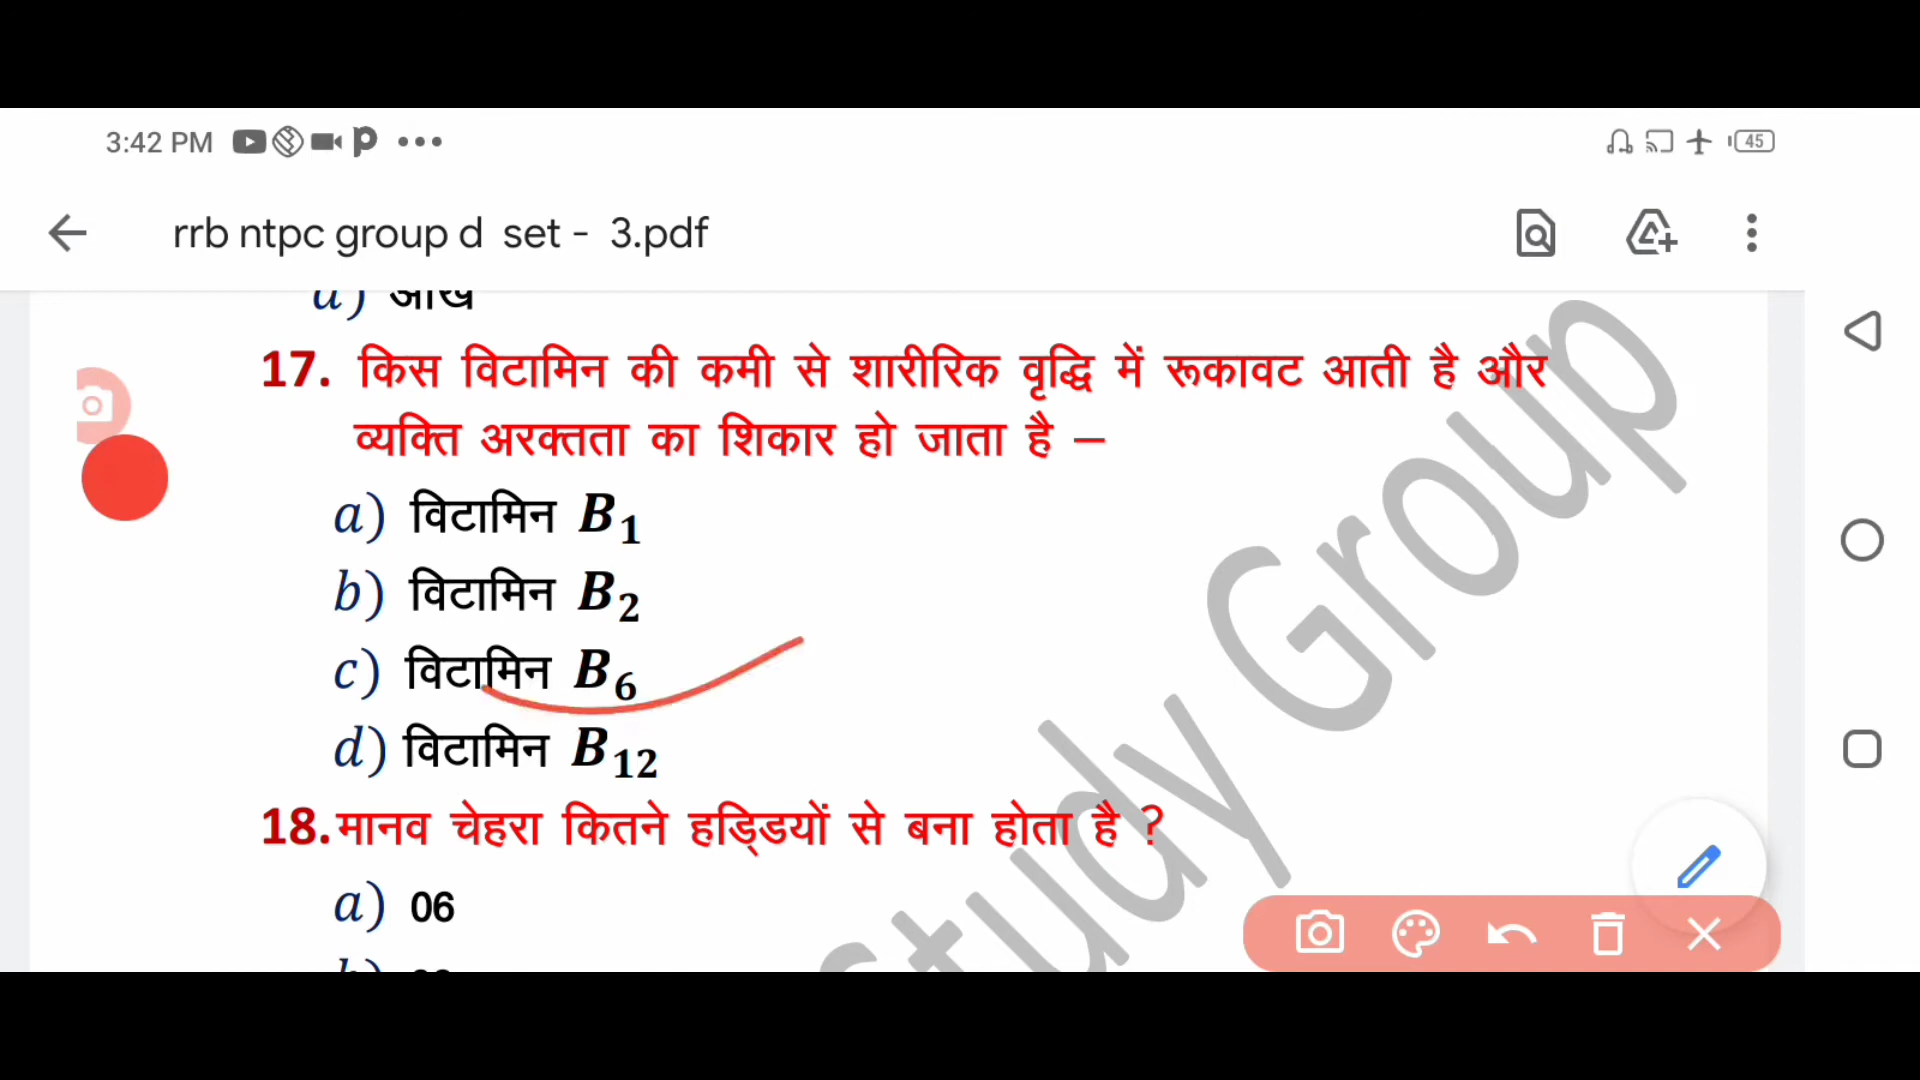 3:42 PM
45
rrb ntpc group d set - 3.pdf
d) आंख
17. किस विटामिन की कमी से शारीरिक वृद्धि में रूकावट आती है और
व्यक्ति अरक्तता का शिकार हो जाता है –
a) विटामिन B1
b) विटामिन B2
c) विटामिन B6
d) विटामिन B12
18. मानव चेहरा कितने हड्डियों से बना होता है ?
a) 06
Study Group